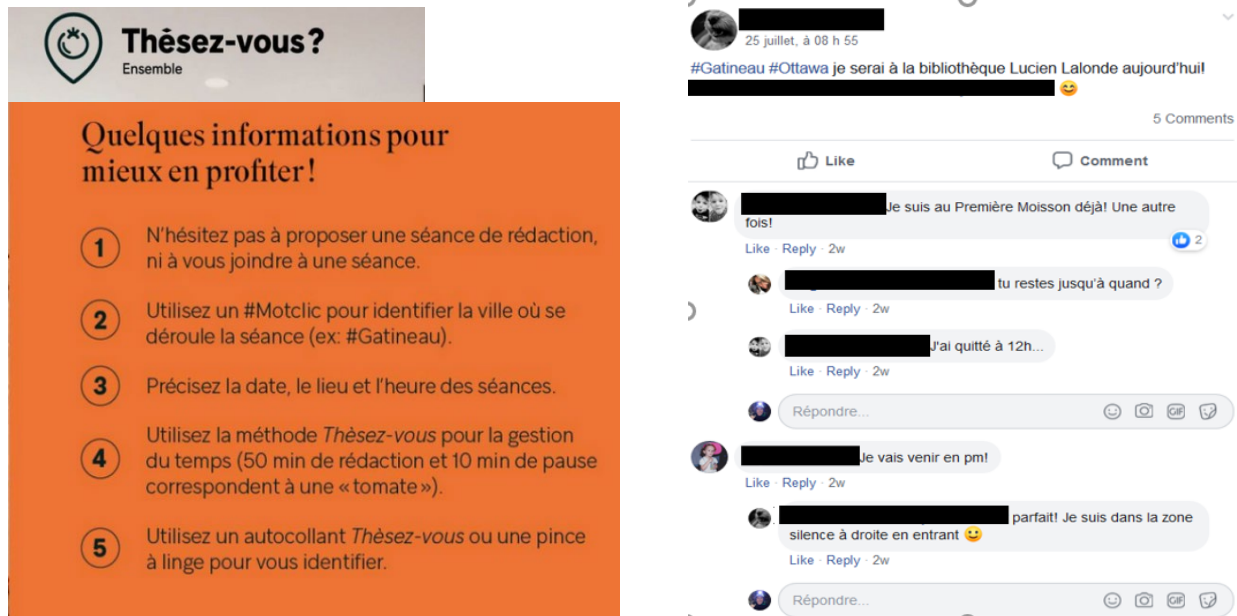 Thèsez-vous?
Ensemble
Quelques informations pour
mieux en profiter!
1 N'hésitez pas à proposer une séance de rédaction,
ni à vous joindre à une séance.
2 Utilisez un #Motclic pour identifier la ville où se
déroule la séance (ex: #Gatineau).
3 Précisez la date, le lieu et l'heure des séances.
4 Utilisez la méthode Thèsez-vous pour la gestion
du temps (50 min de rédaction et 10 min de pause
correspondent à une « tomate »).
5 Utilisez un autocollant Thèsez-vous ou une pince
à linge pour vous identifier.
25 juillet, à 08 h 55
#Gatineau #Ottawa je serai à la bibliothèque Lucien Lalonde aujourd'hui!
5 Comments
Like Comment
Je suis au Première Moisson déjà! Une autre
fois!
2
Like · Reply · 2w
tu restes jusqu'à quand ?
Like · Reply · 2w
J'ai quitté à 12h...
Like · Reply · 2w
Répondre... GIF
Je vais venir en pm!
Like · Reply · 2w
parfait! Je suis dans la zone
silence à droite en entrant
Like · Reply · 2w
Répondre... GIF